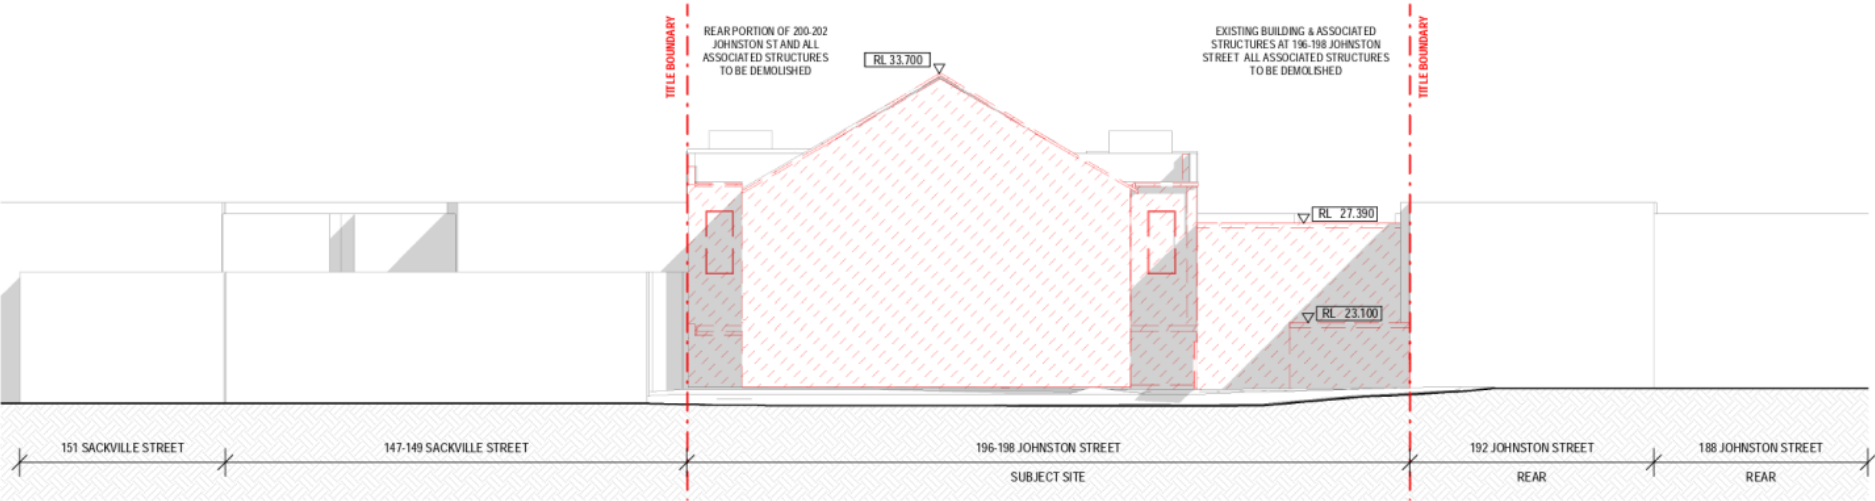 TITLE BOUNDARY
REAR PORTION OF 200-202
JOHNSTON ST AND ALL
ASSOCIATED STRUCTURES
TO BE DEMOLISHED
RL 33.700
EXISTING BUILDING & ASSOCIATED
STRUCTURES AT 196-198 JOHNSTON
STREET ALL ASSOCIATED STRUCTURES
TO BE DEMOLISHED
TITLE BOUNDARY
RL 27.390
RL 23.100
151 SACKVILLE STREET
147-149 SACKVILLE STREET
196-198 JOHNSTON STREET
SUBJECT SITE
192 JOHNSTON STREET
REAR
188 JOHNSTON STREET
REAR